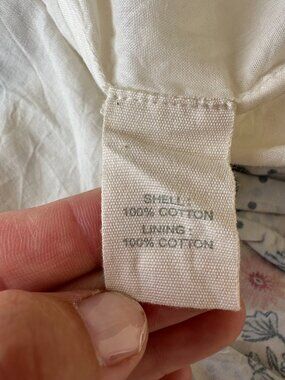 SHELL :
100% COTTON
LINING :
100% COTTON